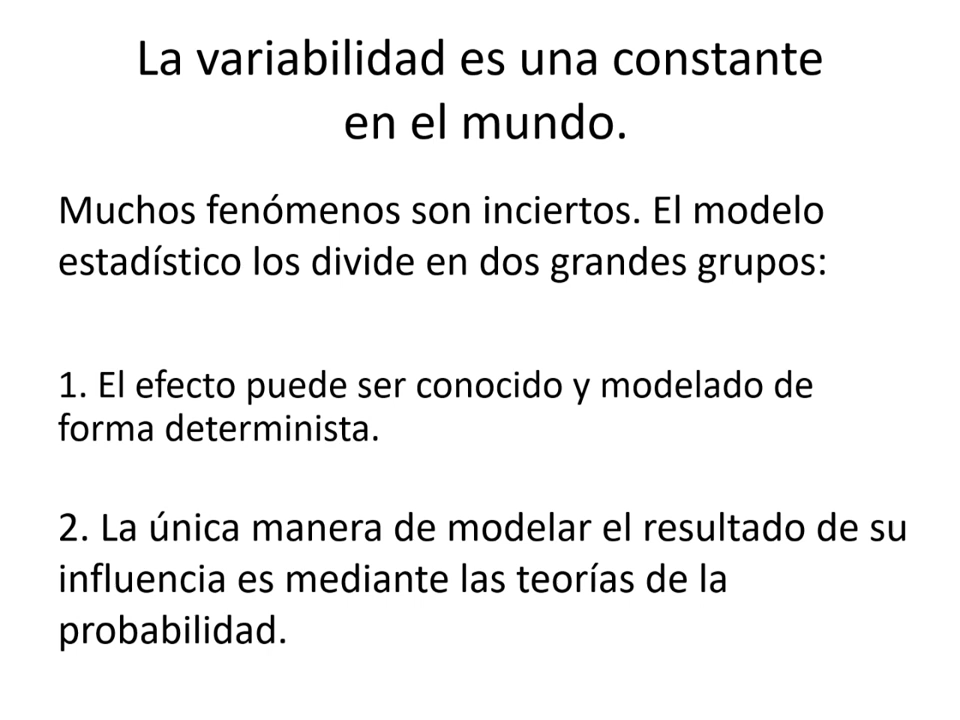 La variabilidad es una constante
en el mundo.
Muchos fenómenos son inciertos. El modelo
estadístico los divide en dos grandes grupos:
1. El efecto puede ser conocido y modelado de
forma determinista.
2. La única manera de modelar el resultado de su
influencia es mediante las teorías de la
probabilidad.